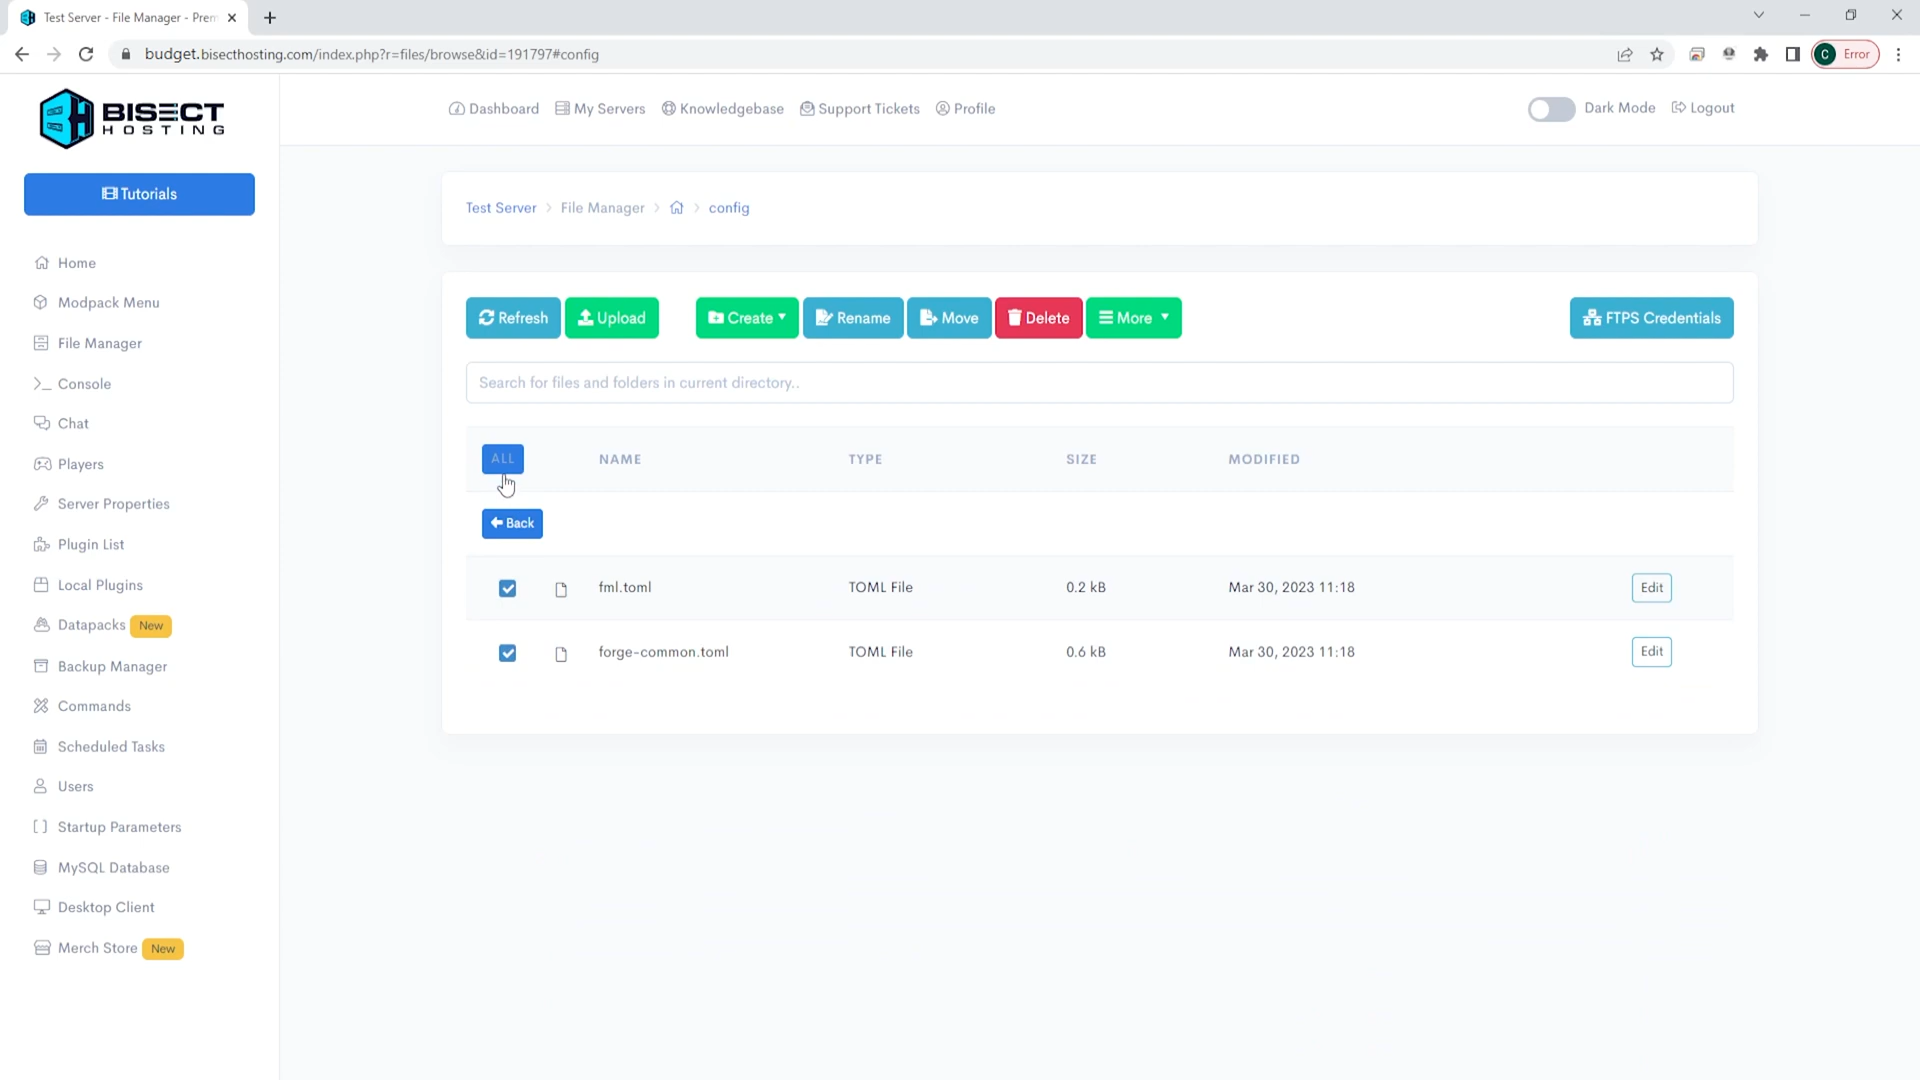 Test Server - File Manager - Prem
budget.bisecthosting.com/index.php?r=files/browse&id=191797#config
C Error
BISECT
HOSTING
Dashboard My Servers Knowledgebase Support Tickets Profile
Dark Mode Logout
Tutorials
Test Server > File Manager > > config
Home
Modpack Menu
File Manager
Console
Chat
Players
Server Properties
Plugin List
Local Plugins
Datapacks New
Backup Manager
Commands
Scheduled Tasks
Users
Startup Parameters
MySQL Database
Desktop Client
Merch Store New
Refresh Upload Create Rename Move Delete More FTPS Credentials
Search for files and folders in current directory..
ALL NAME TYPE SIZE MODIFIED
Back
fml.toml TOML File 0.2 kB Mar 30, 2023 11:18 Edit
forge-common.toml TOML File 0.6 kB Mar 30, 2023 11:18 Edit